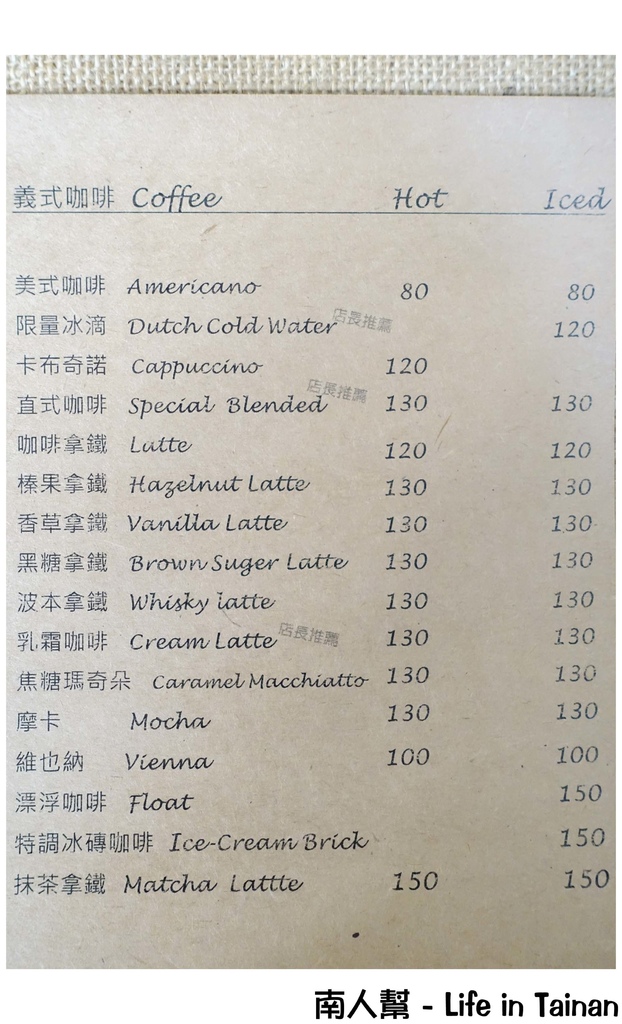 義式咖啡 Coffee Hot Iced
美式咖啡 Americano 80 80
限量冰滴 Dutch Cold Water 店長推薦 120
卡布奇諾 Cappuccino 120
直式咖啡 Special Blended 店長推薦 130 130
咖啡拿鐵 Latte 120 120
榛果拿鐵 Hazelnut Latte 130 130
香草拿鐵 Vanilla Latte 130 130
黑糖拿鐵 Brown Suger Latte 130 130
波本拿鐵 Whisky latte 130 130
乳霜咖啡 Cream Latte 店長推薦 130 130
焦糖瑪奇朵 Caramel Macchiatto 130 130
摩卡 Mocha 130 130
維也納 Vienna 100 100
漂浮咖啡 Float 150
特調冰磚咖啡 Ice-Cream Brick 150
抹茶拿鐵 Matcha Lattte 150 150
南人幫 - Life in Tainan